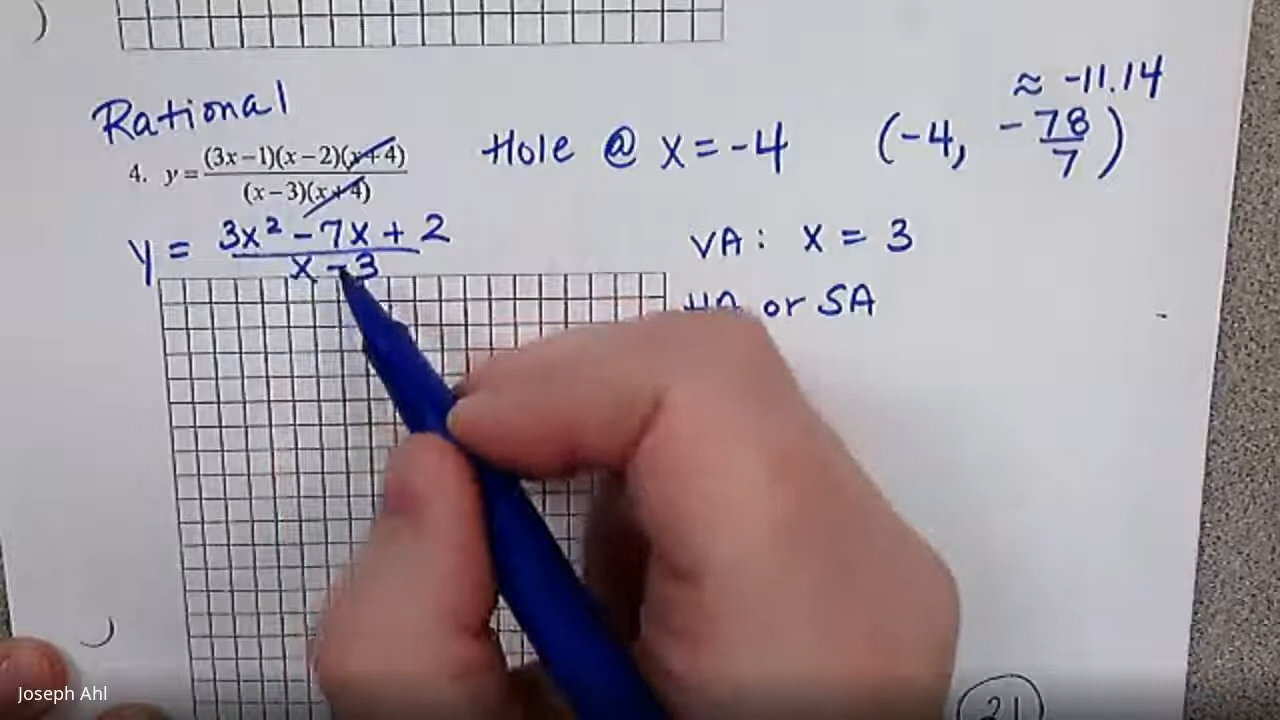 )
Rational
≈ -11.14
4. y = (3x-1)(x-2)(x+4) / (x-3)(x+4)
Hole @ x = -4 (-4, -78/7)
y = 3x² - 7x + 2 / x - 3
VA: x = 3
HA or SA
Joseph Ahl
21